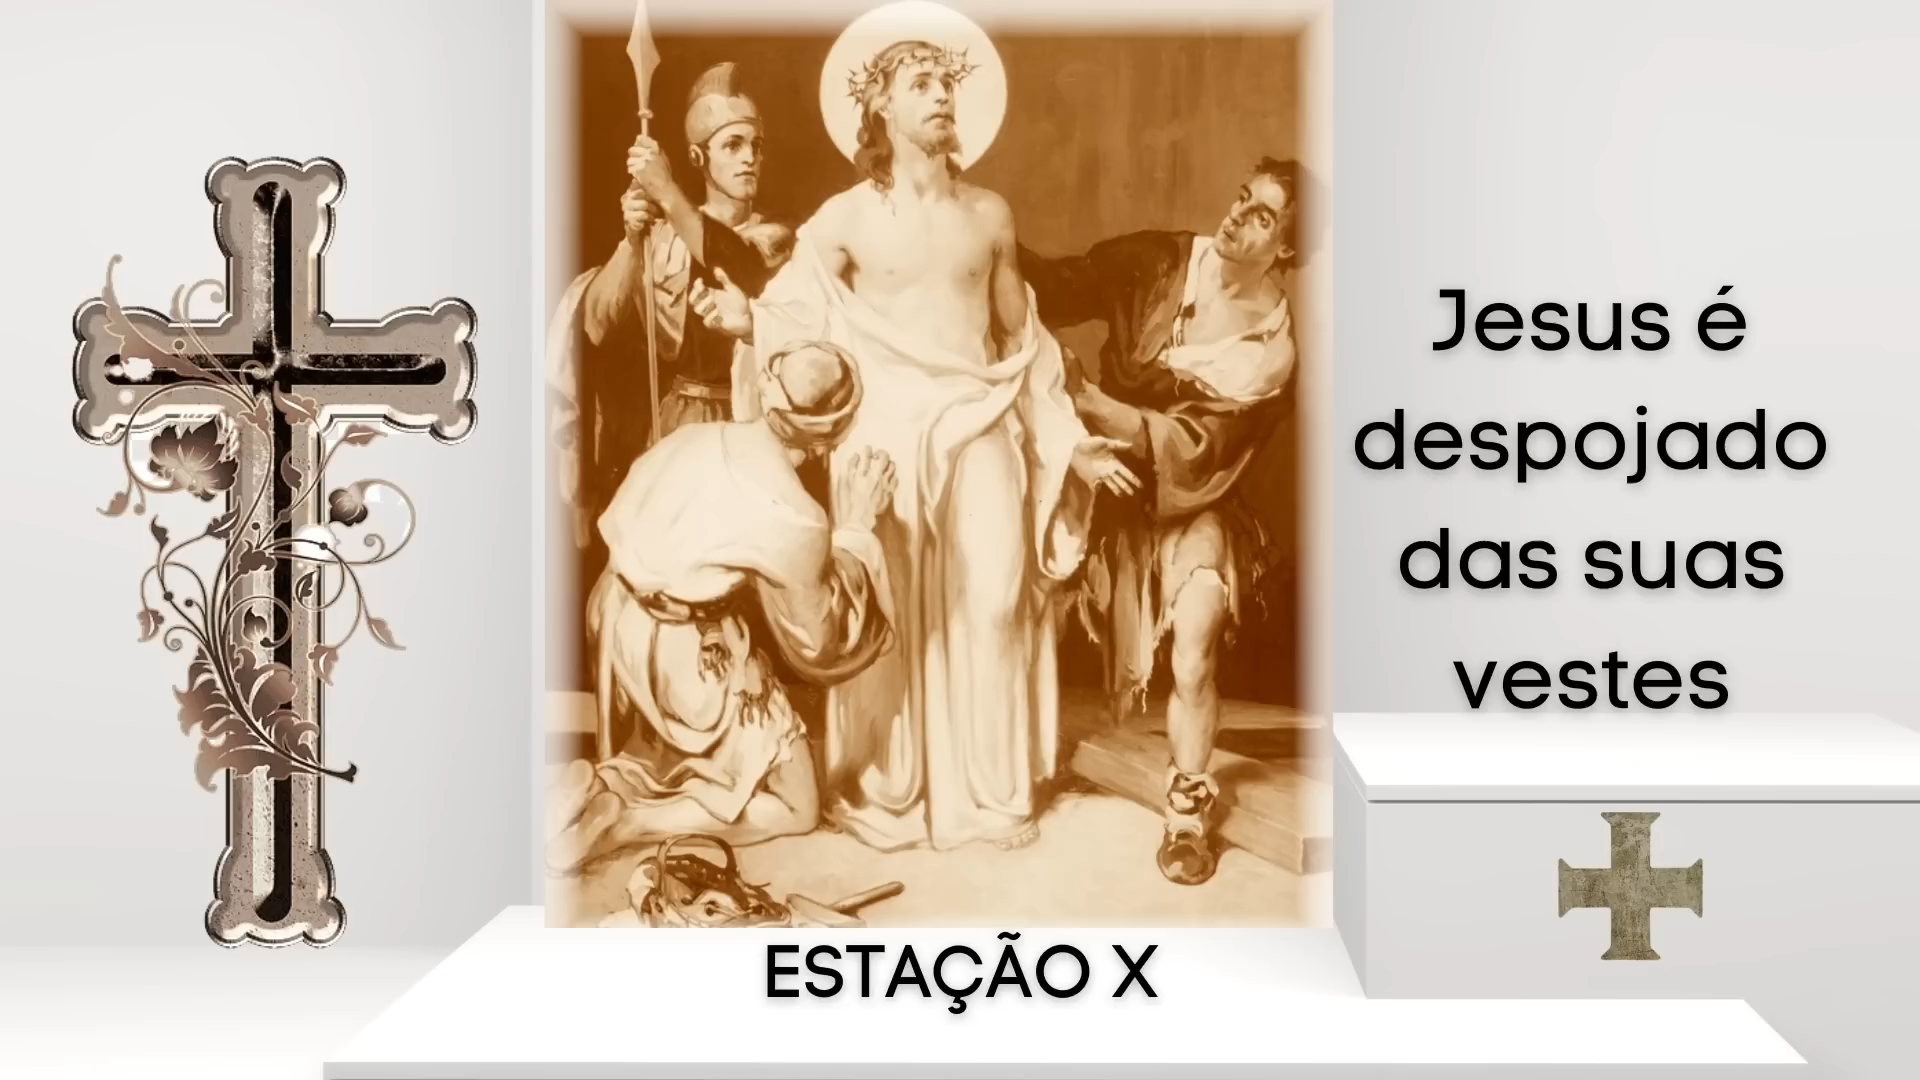 Jesus é
despojado
das suas
vestes
ESTAÇÃO X